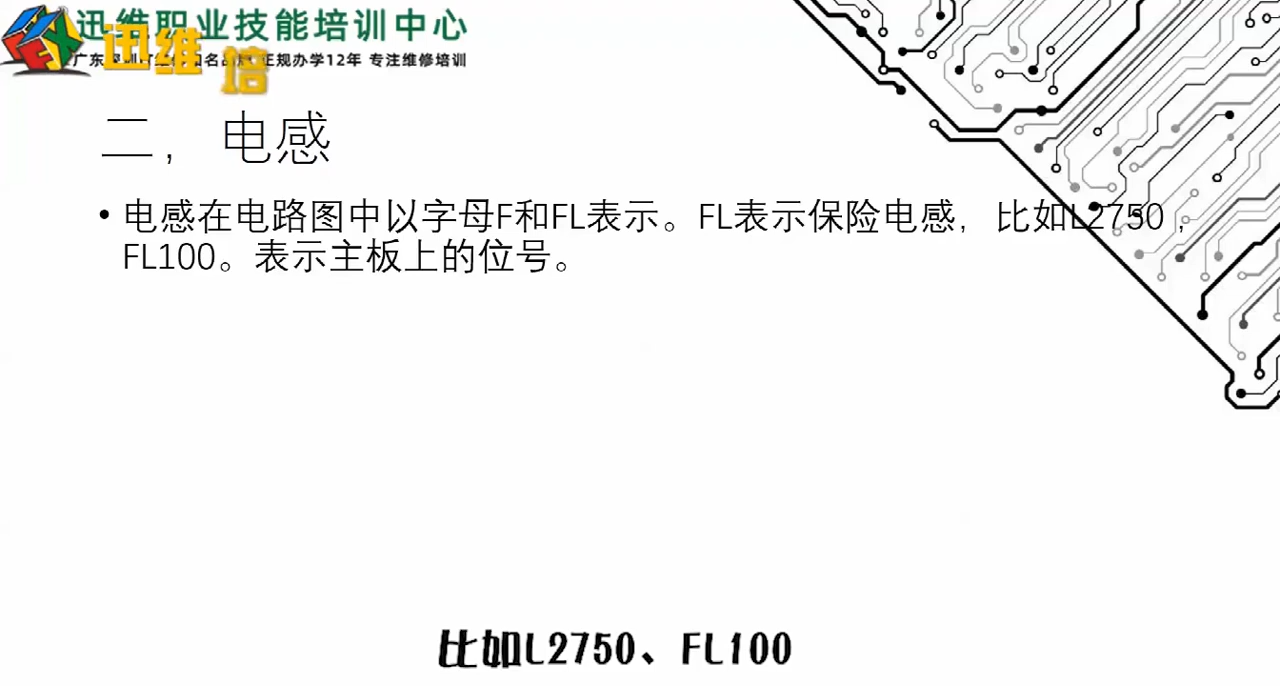 迅维职业技能培训中心
迅维 培
正规办学12年 专注维修培训
二，电感
• 电感在电路图中以字母F和FL表示。FL表示保险电感，比如L2750，
FL100。表示主板上的位号。
比如L2750、FL100